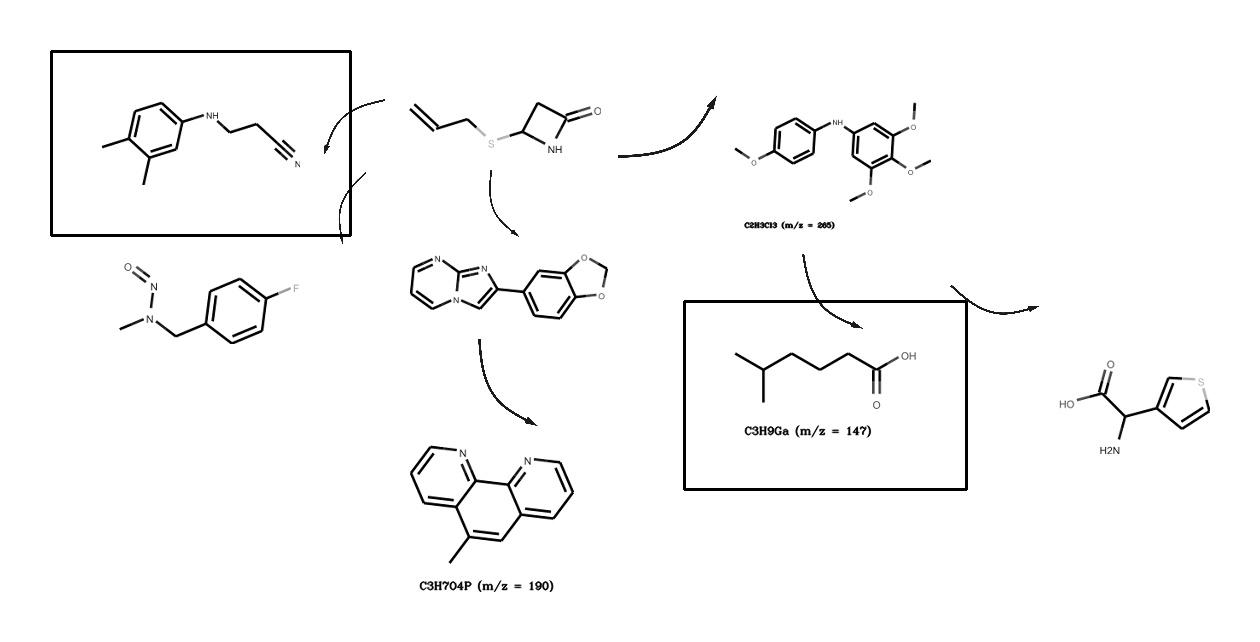 NH
N
S
NH
O
NH
O
O
O
O
C2H3Cl3 (m/z = 265)
O
N
N
F
N
N
N
O
O
OH
O
C3H9Ga (m/z = 147)
O
HO
S
H2N
N
N
C3H7O4P (m/z = 190)